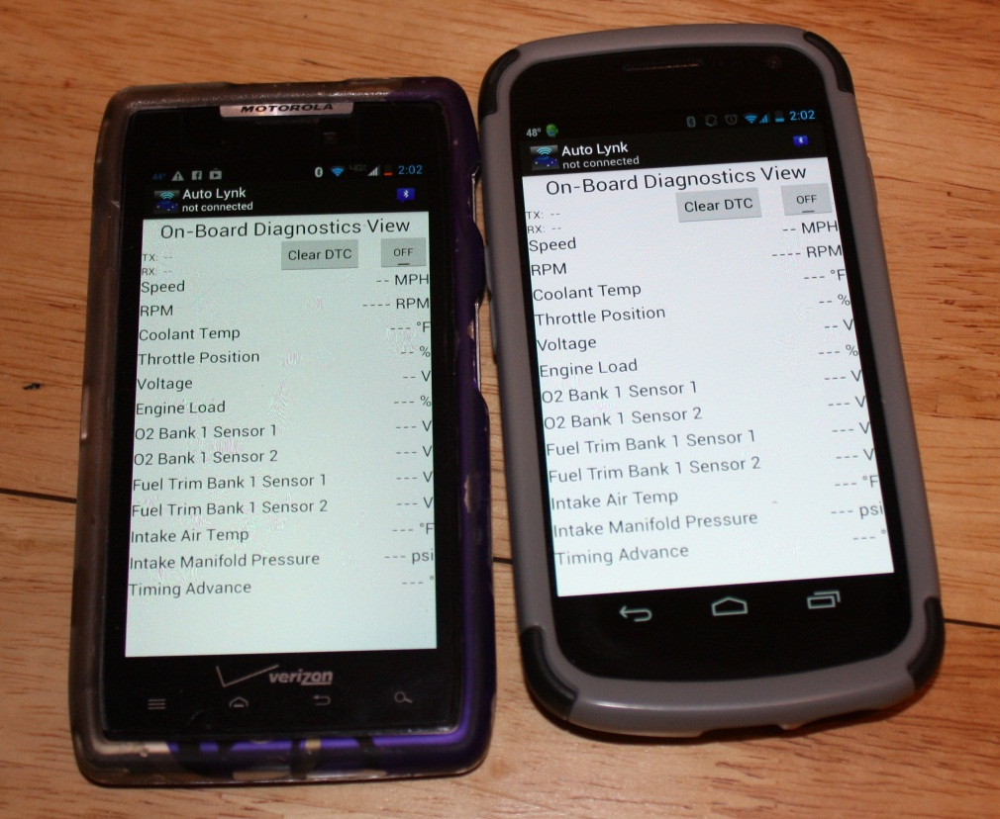 MOTOROLA
44° 2:02
Auto Lynk
not connected
On-Board Diagnostics View
TX: --
RX: --
Clear DTC
OFF
Speed -- MPH
RPM ---- RPM
Coolant Temp --- °F
Throttle Position -- %
Voltage -- V
Engine Load --- %
O2 Bank 1 Sensor 1 --- V
O2 Bank 1 Sensor 2 --- V
Fuel Trim Bank 1 Sensor 1 --- V
Fuel Trim Bank 1 Sensor 2 --- V
Intake Air Temp --- °F
Intake Manifold Pressure --- psi
Timing Advance --- °
verizon
48° 2:02
Auto Lynk
not connected
On-Board Diagnostics View
TX: --
RX: --
Clear DTC
OFF
Speed -- MPH
RPM ---- RPM
Coolant Temp --- °F
Throttle Position -- %
Voltage -- V
Engine Load --- %
O2 Bank 1 Sensor 1 --- V
O2 Bank 1 Sensor 2 --- V
Fuel Trim Bank 1 Sensor 1 --- V
Fuel Trim Bank 1 Sensor 2 --- V
Intake Air Temp --- °F
Intake Manifold Pressure --- psi
Timing Advance --- °